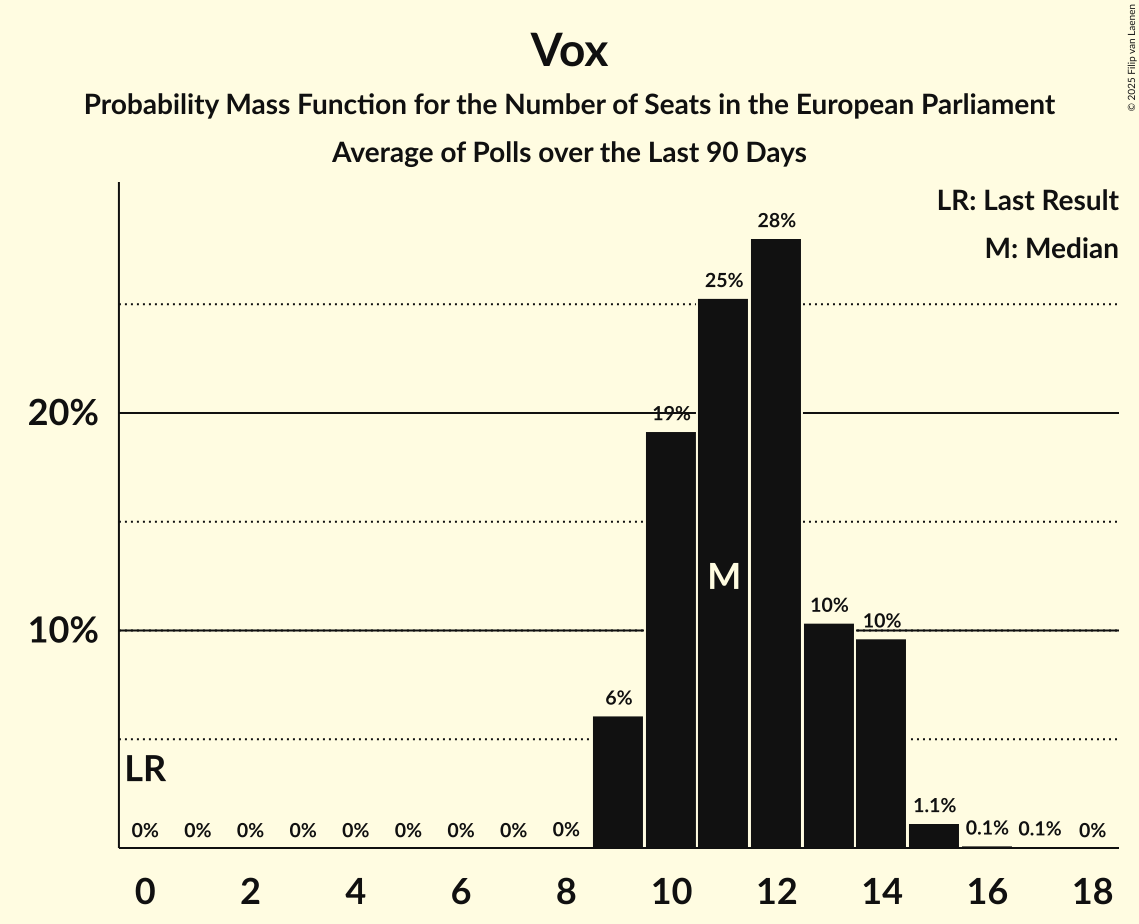 Vox
Probability Mass Function for the Number of Seats in the European Parliament
Average of Polls over the Last 90 Days
© 2025 Filip van Laenen
LR: Last Result
M: Median
28%
25%
20%
19%
M
10%
10%
10%
6%
LR
1.1%
0% 0% 0% 0% 0% 0% 0% 0% 0% 0.1% 0.1% 0%
0 2 4 6 8 10 12 14 16 18